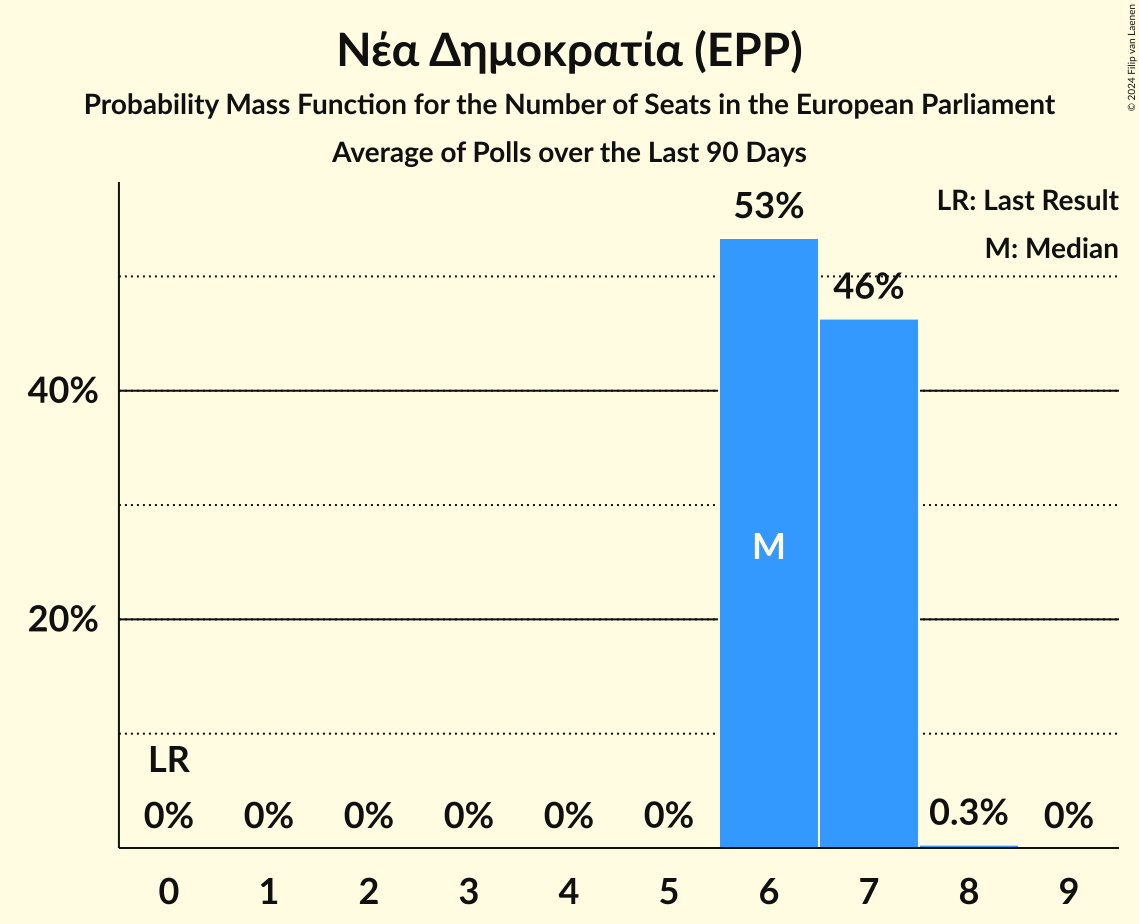 Νέα Δημοκρατία (EPP)
Probability Mass Function for the Number of Seats in the European Parliament
Average of Polls over the Last 90 Days
© 2024 Filip van Laenen
LR: Last Result
M: Median
53%
46%
40%
M
20%
LR
0% 0% 0% 0% 0% 0% 0.3% 0%
0 1 2 3 4 5 6 7 8 9